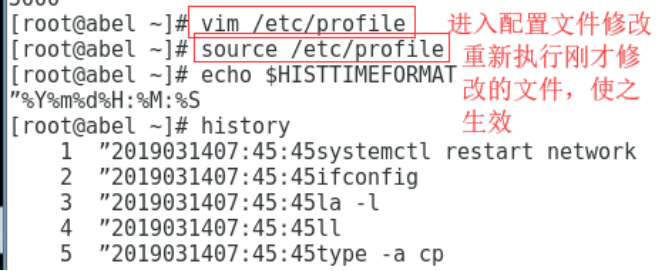 [root@abel ~]# vim /etc/profile 进入配置文件修改
[root@abel ~]# source /etc/profile 重新执行刚才修
[root@abel ~]# echo $HISTTIMEFORMAT 改的文件，使之
”%Y%m%d%H:%M:%S 生效
[root@abel ~]# history
1 ”2019031407:45:45systemctl restart network
2 ”2019031407:45:45ifconfig
3 ”2019031407:45:45la -l
4 ”2019031407:45:45ll
5 ”2019031407:45:45type -a cp